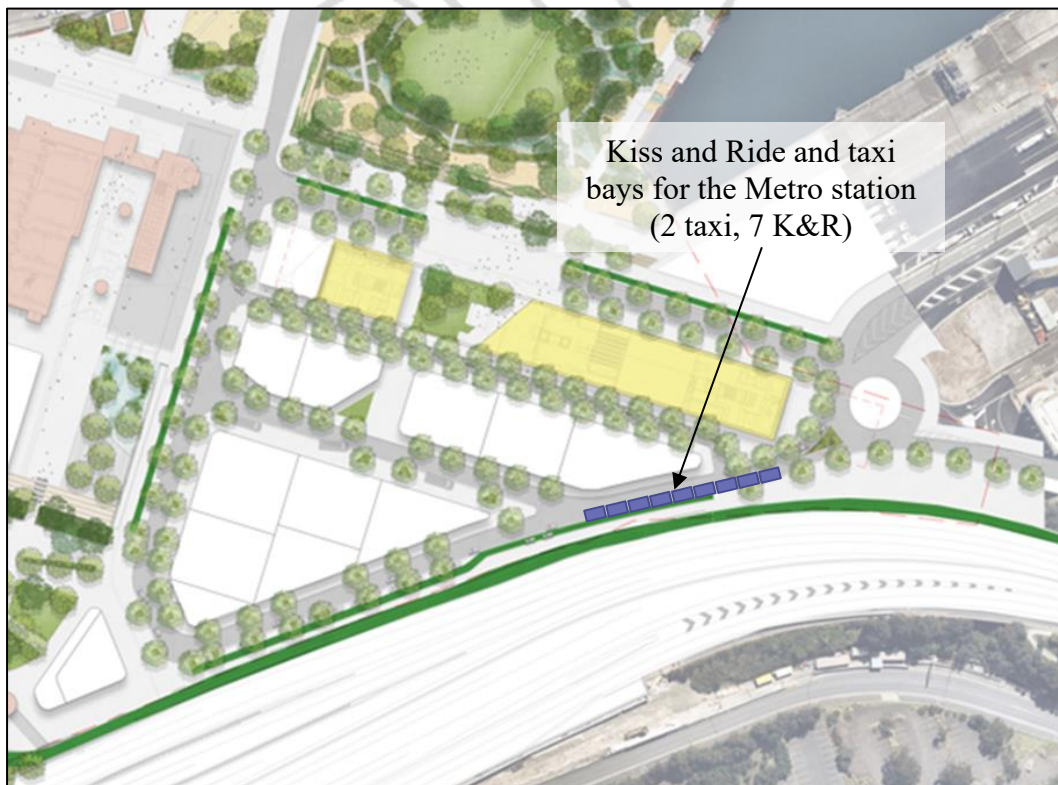 Kiss and Ride and taxi
bays for the Metro station
(2 taxi, 7 K&R)